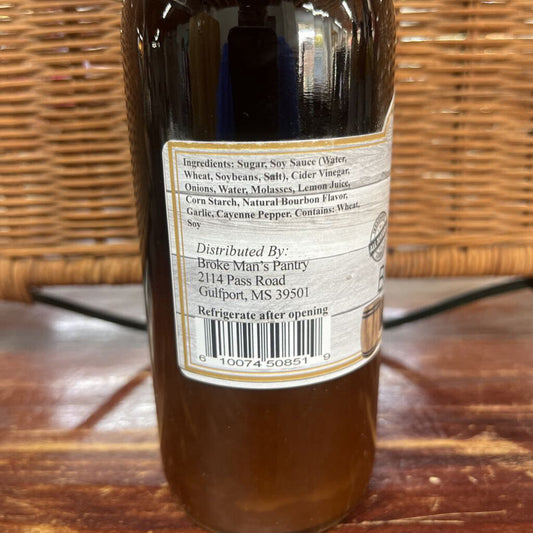 Ingredients: Sugar, Soy Sauce (Water,
Wheat, Soybeans, Salt), Cider Vinegar,
Onions, Water, Molasses, Lemon Juice,
Corn Starch, Natural Bourbon Flavor,
Garlic, Cayenne Pepper. Contains: Wheat,
Soy
Distributed By:
Broke Man's Pantry
2114 Pass Road
Gulfport, MS 39501
Refrigerate after opening
6 10074 50851 9